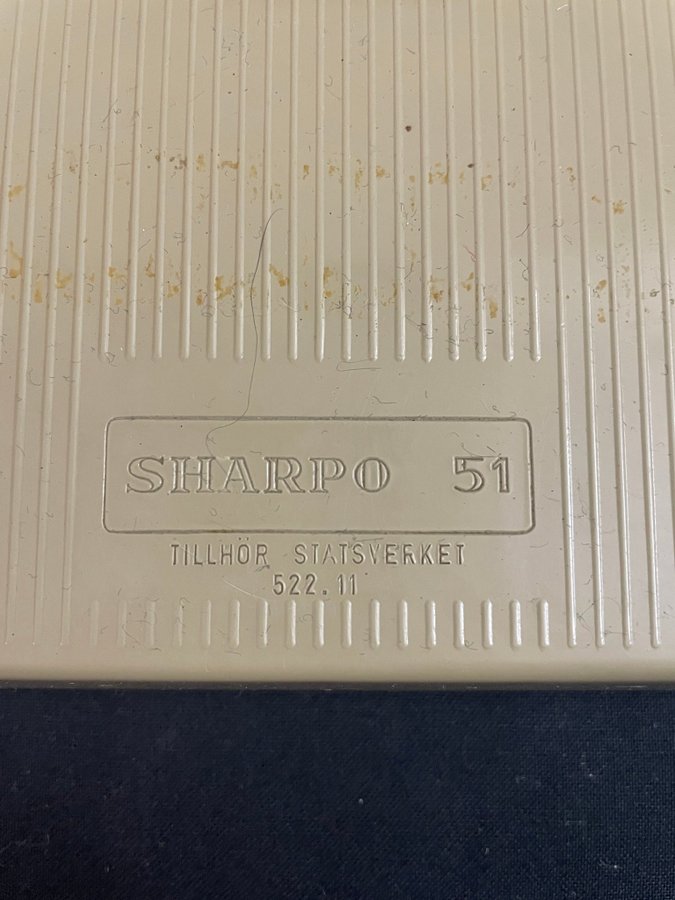 SHARPO 51
TILLHÖR STATSVERKET
522.11